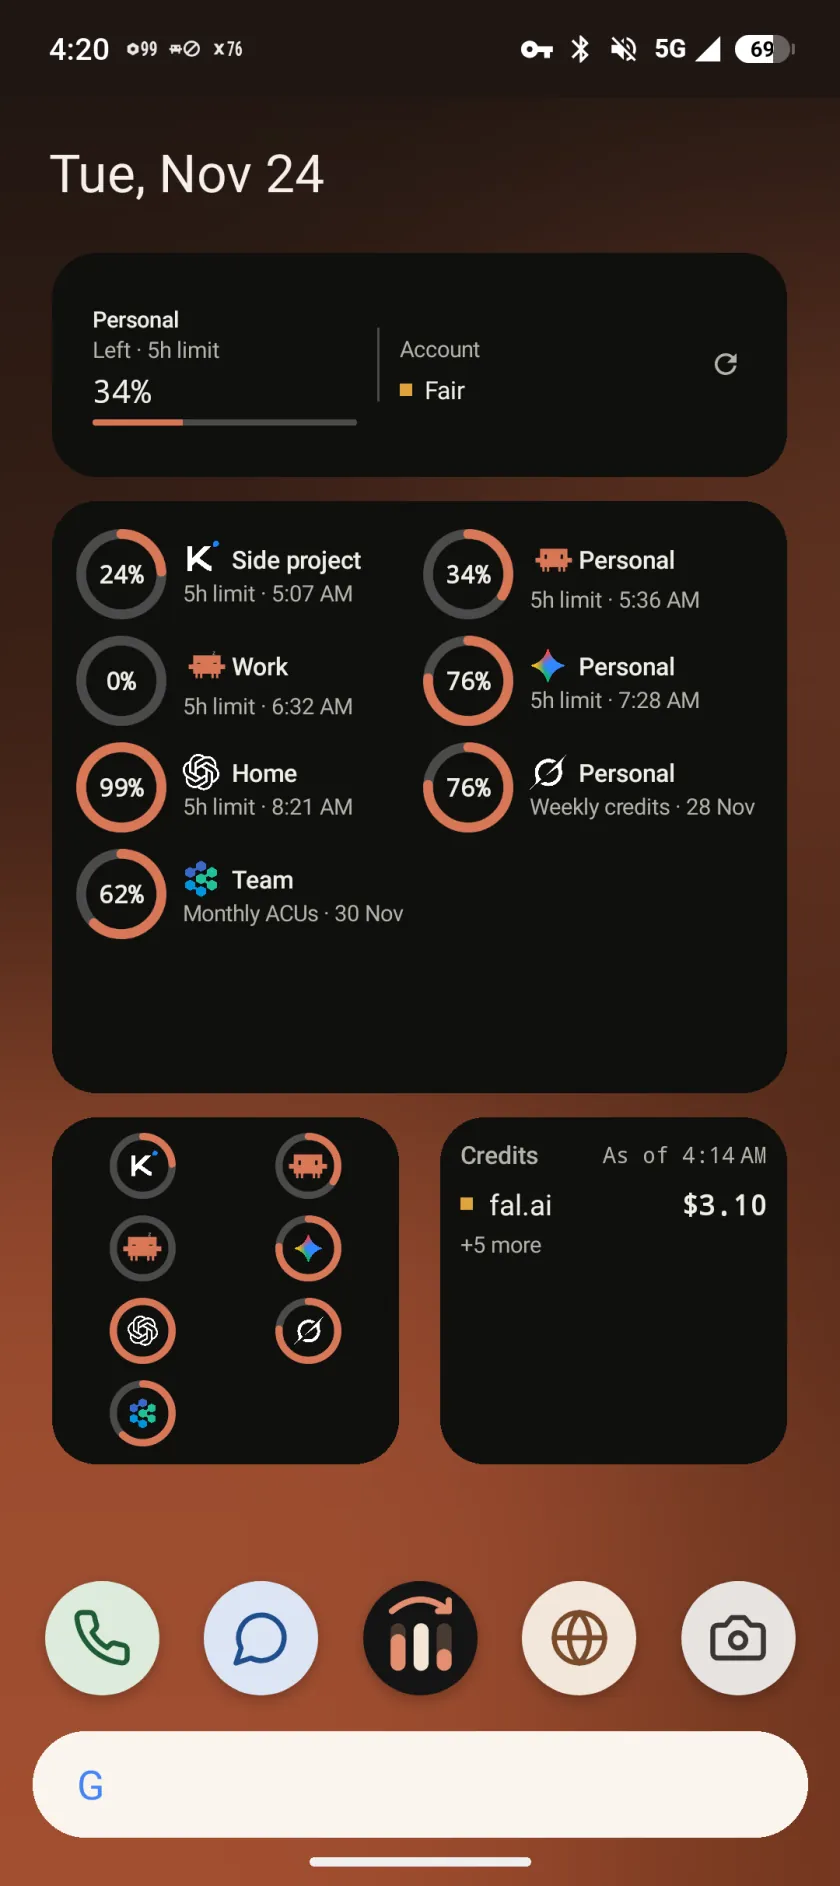 4:20 99 x 76 5G 69
Tue, Nov 24
Personal
Left · 5h limit
34%
Account
Fair
24% Side project
5h limit · 5:07 AM
34% Personal
5h limit · 5:36 AM
0% Work
5h limit · 6:32 AM
76% Personal
5h limit · 7:28 AM
99% Home
5h limit · 8:21 AM
76% Personal
Weekly credits · 28 Nov
62% Team
Monthly ACUs · 30 Nov
Credits As of 4:14 AM
fal.ai $3.10
+5 more
G